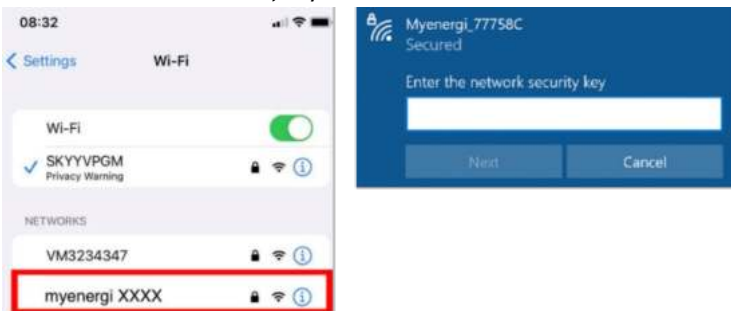 08:32
Settings
Wi-Fi
Wi-Fi
SKYYVPGM
Privacy Warning
NETWORKS
VM3234347
myenergi XXXX
Myenergi_77758C
Secured
Enter the network security key
Next
Cancel